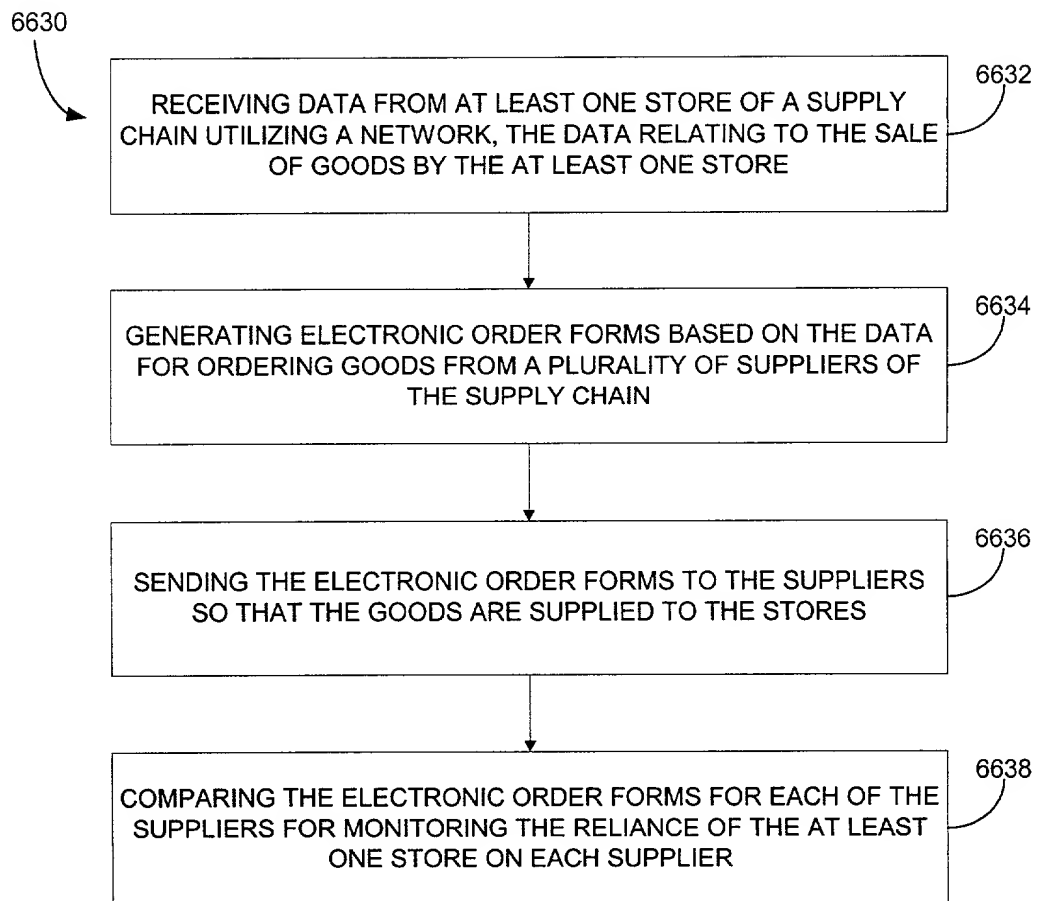 6630
6632
RECEIVING DATA FROM AT LEAST ONE STORE OF A SUPPLY
CHAIN UTILIZING A NETWORK, THE DATA RELATING TO THE SALE
OF GOODS BY THE AT LEAST ONE STORE
6634
GENERATING ELECTRONIC ORDER FORMS BASED ON THE DATA
FOR ORDERING GOODS FROM A PLURALITY OF SUPPLIERS OF
THE SUPPLY CHAIN
6636
SENDING THE ELECTRONIC ORDER FORMS TO THE SUPPLIERS
SO THAT THE GOODS ARE SUPPLIED TO THE STORES
6638
COMPARING THE ELECTRONIC ORDER FORMS FOR EACH OF THE
SUPPLIERS FOR MONITORING THE RELIANCE OF THE AT LEAST
ONE STORE ON EACH SUPPLIER